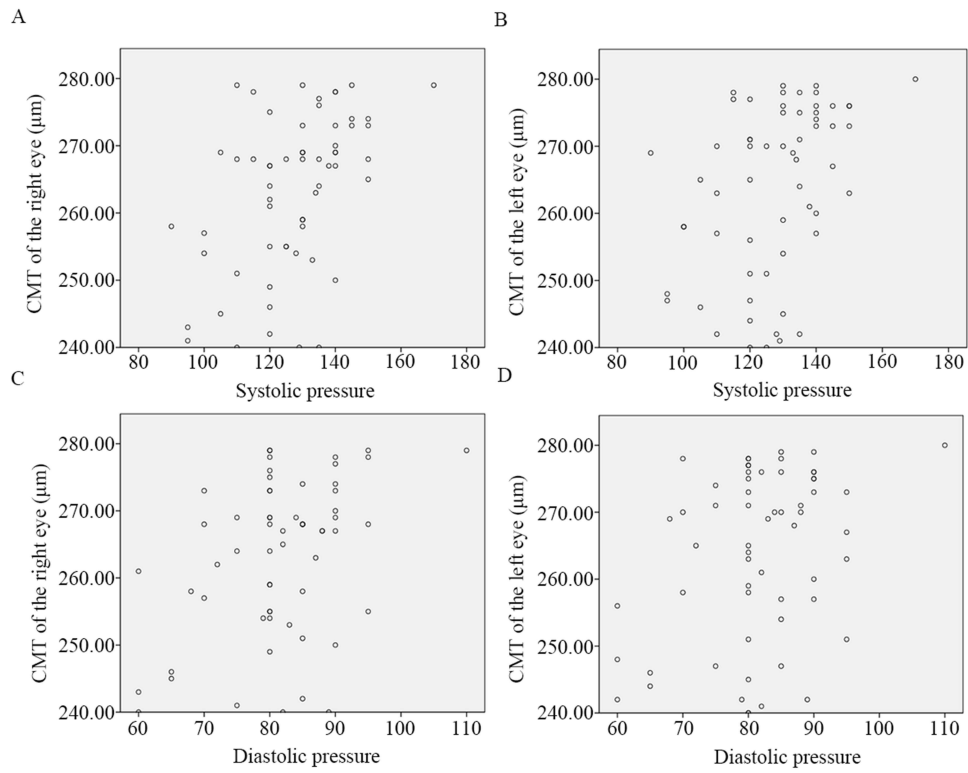 A
CMT of the right eye (μm)
280.00
270.00
260.00
250.00
240.00
80 100 120 140 160 180
Systolic pressure
B
CMT of the left eye (μm)
280.00
270.00
260.00
250.00
240.00
80 100 120 140 160 180
Systolic pressure
C
CMT of the right eye (μm)
280.00
270.00
260.00
250.00
240.00
60 70 80 90 100 110
Diastolic pressure
D
CMT of the left eye (μm)
280.00
270.00
260.00
250.00
240.00
60 70 80 90 100 110
Diastolic pressure